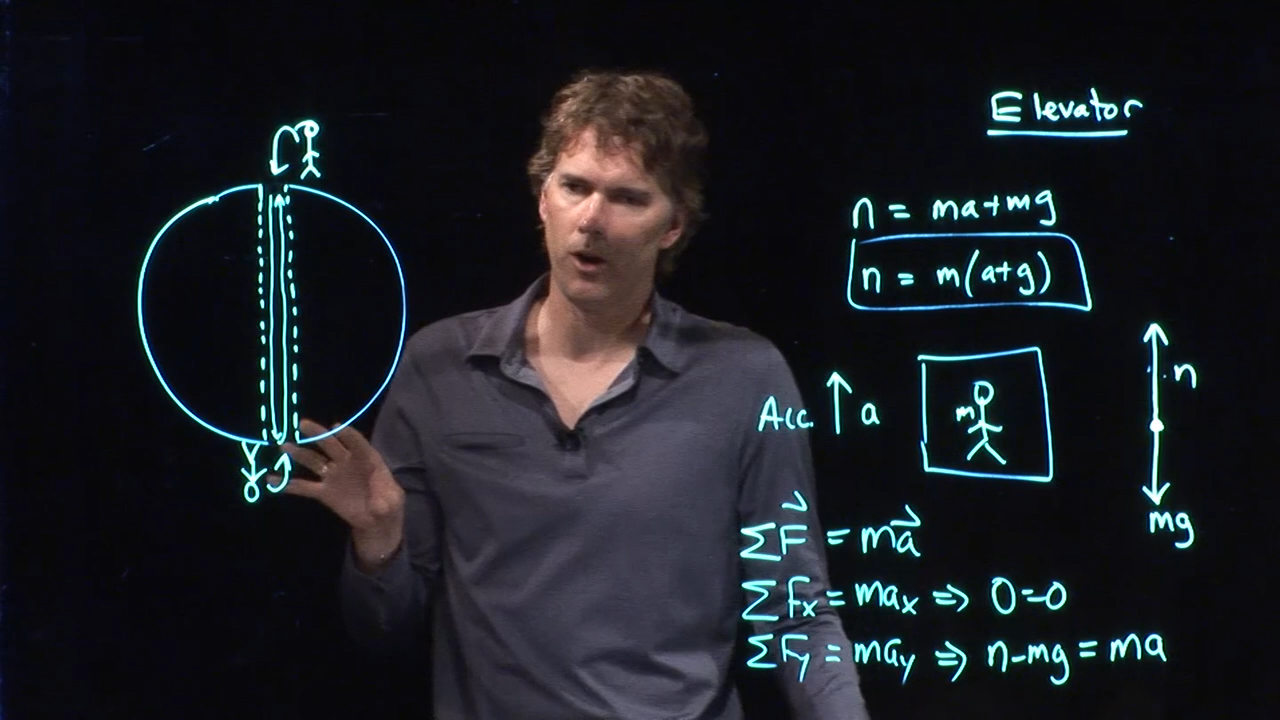 Elevator
n = ma+mg
n = m(a+g)
Acc. ↑ a
m
n
mg
ΣF⃗ = ma⃗
ΣFx = max ⇒ 0=0
ΣFy = may ⇒ n-mg = ma